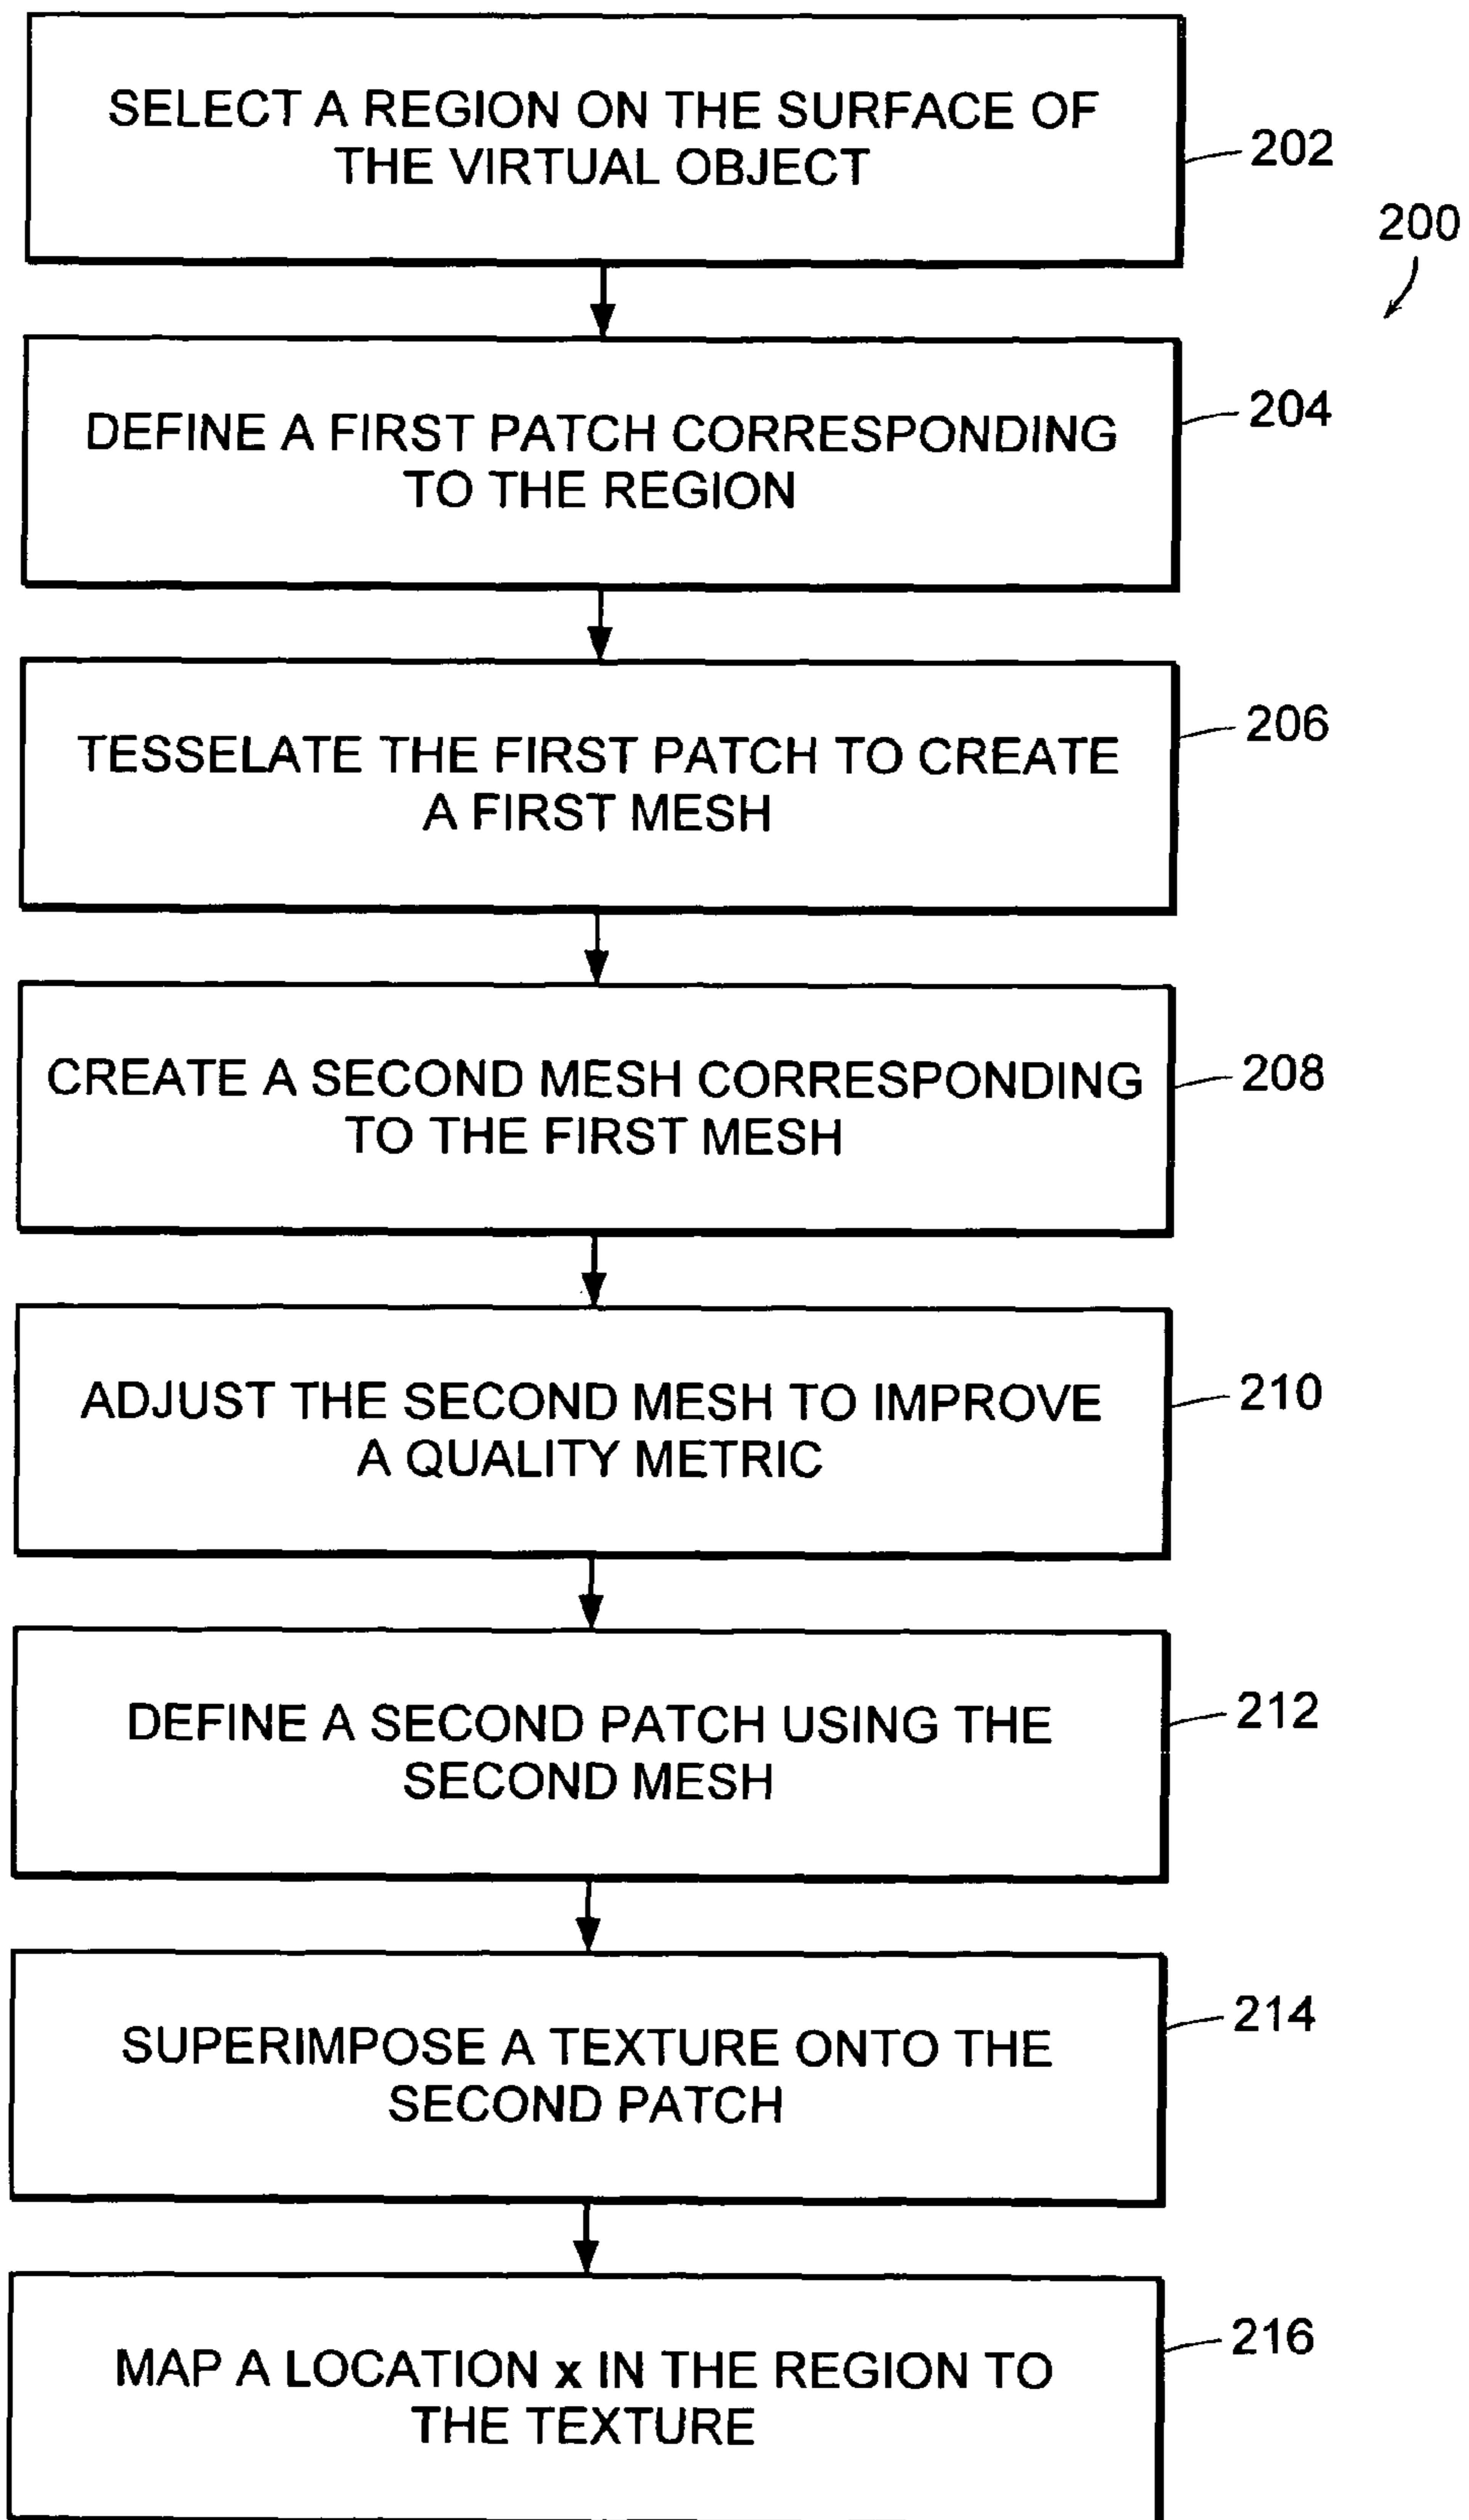 SELECT A REGION ON THE SURFACE OF
THE VIRTUAL OBJECT
202
200
DEFINE A FIRST PATCH CORRESPONDING
TO THE REGION
204
TESSELATE THE FIRST PATCH TO CREATE
A FIRST MESH
206
CREATE A SECOND MESH CORRESPONDING
TO THE FIRST MESH
208
ADJUST THE SECOND MESH TO IMPROVE
A QUALITY METRIC
210
DEFINE A SECOND PATCH USING THE
SECOND MESH
212
SUPERIMPOSE A TEXTURE ONTO THE
SECOND PATCH
214
MAP A LOCATION x IN THE REGION TO
THE TEXTURE
216